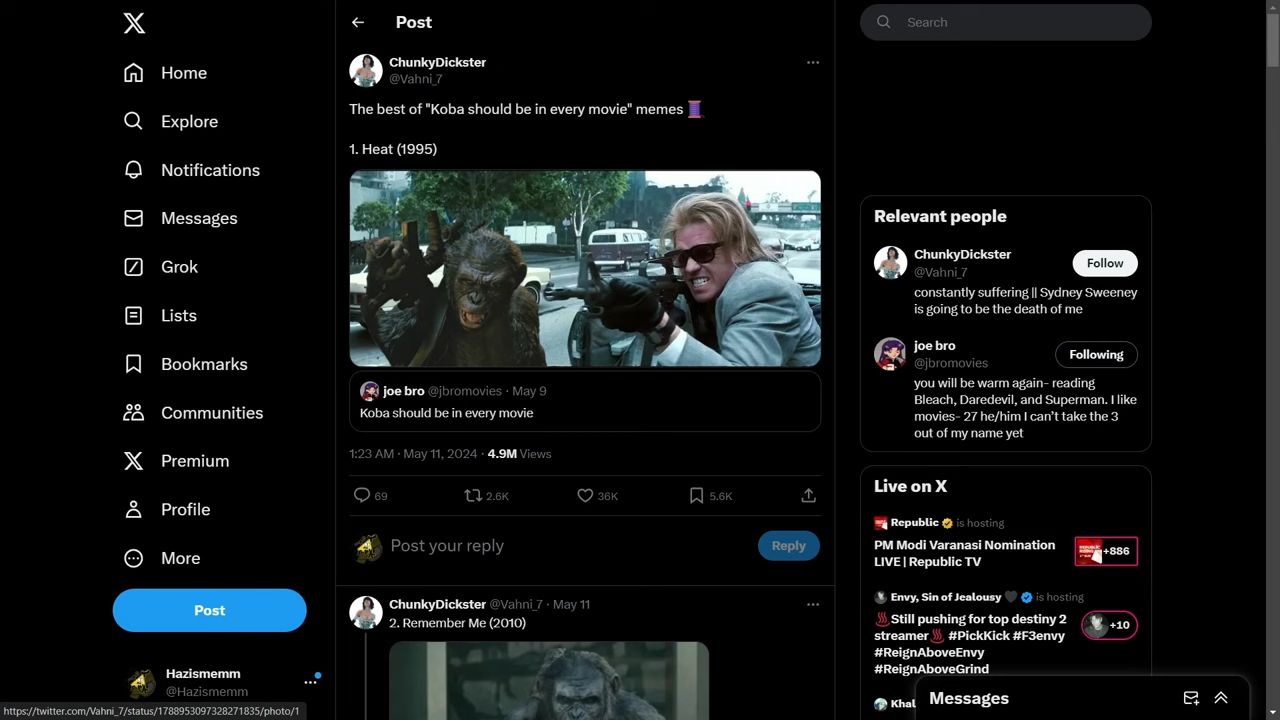 Post
Search
ChunkyDickster
@Vahni_7
The best of "Koba should be in every movie" memes
1. Heat (1995)
joe bro @jbromovies · May 9
Koba should be in every movie
1:23 AM · May 11, 2024 · 4.9M Views
69
2.6K
36K
5.6K
Post your reply
Reply
ChunkyDickster @Vahni_7 · May 11
2. Remember Me (2010)
Home
Explore
Notifications
Messages
Grok
Lists
Bookmarks
Communities
Premium
Profile
More
Post
Hazismemm
@Hazismemm
https://twitter.com/Vahni_7/status/1788953097328271835/photo/1
Relevant people
ChunkyDickster
@Vahni_7
Follow
constantly suffering || Sydney Sweeney
is going to be the death of me
joe bro
@jbromovies
Following
you will be warm again- reading
Bleach, Daredevil, and Superman. I like
movies- 27 he/him I can't take the 3
out of my name yet
Live on X
Republic is hosting
PM Modi Varanasi Nomination
LIVE | Republic TV
+886
Envy, Sin of Jealousy is hosting
Still pushing for top destiny 2
streamer #PickKick #F3envy
#ReignAboveEnvy
#ReignAboveGrind
+10
Messages